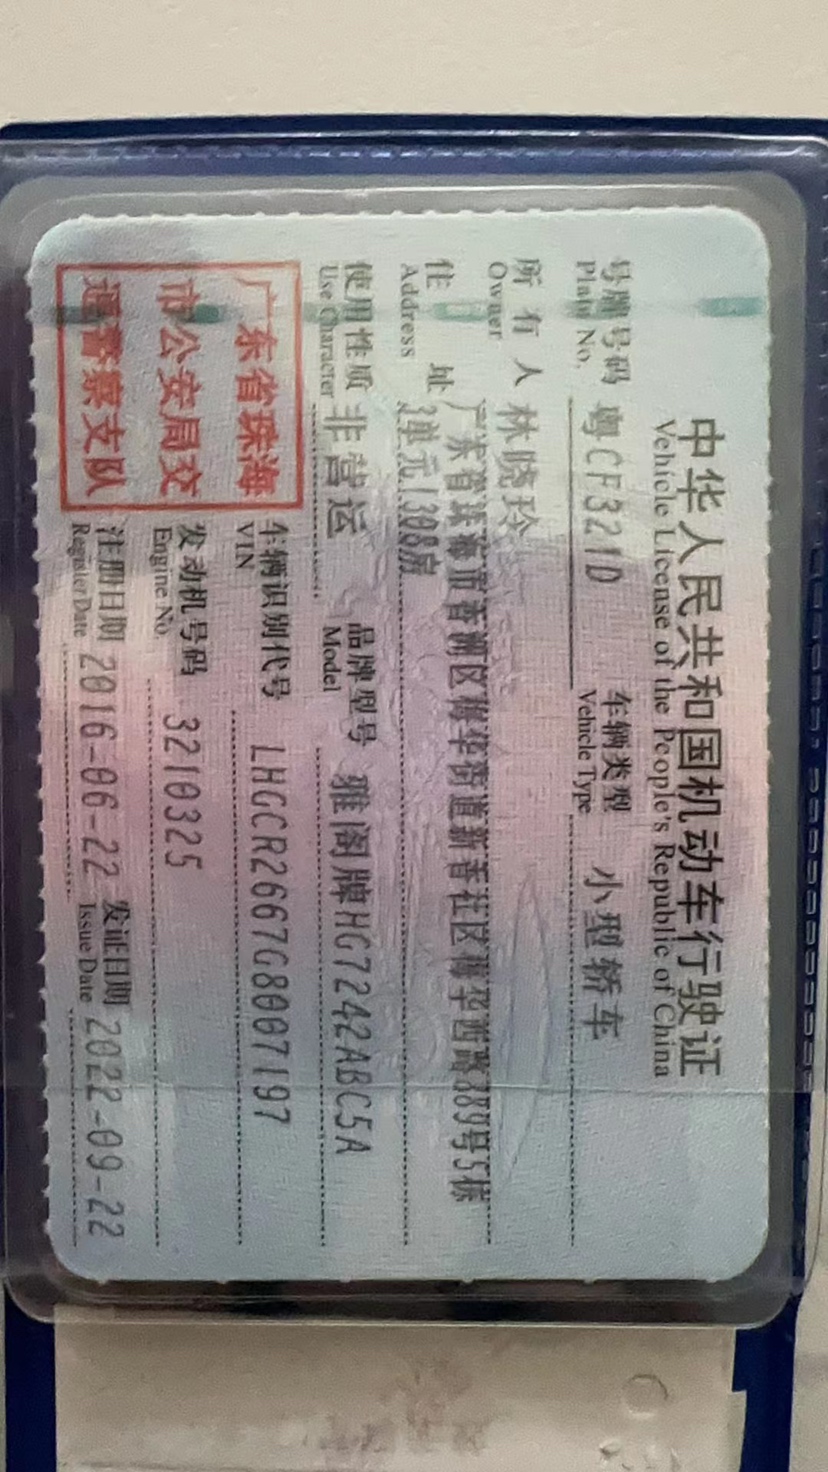 中华人民共和国机动车行驶证
Vehicle License of the People's Republic of China
号牌号码 粤CF321D 车辆类型 小型轿车
Plate No. Vehicle Type
所有人 林晓玲
Owner
住址 广东省珠海市香洲区梅华街道新香社区梅华西路389号5栋
Address 3单元1308房
使用性质 非营运 品牌型号 雅阁牌HG7242ABC5A
Use Character Model
广东省珠海
市公安局交
通警察支队
车辆识别代号 LHGCR2667G8007197
VIN
发动机号码 3210325
Engine No.
注册日期 2016-06-22 发证日期 2022-09-22
Register Date Issue Date